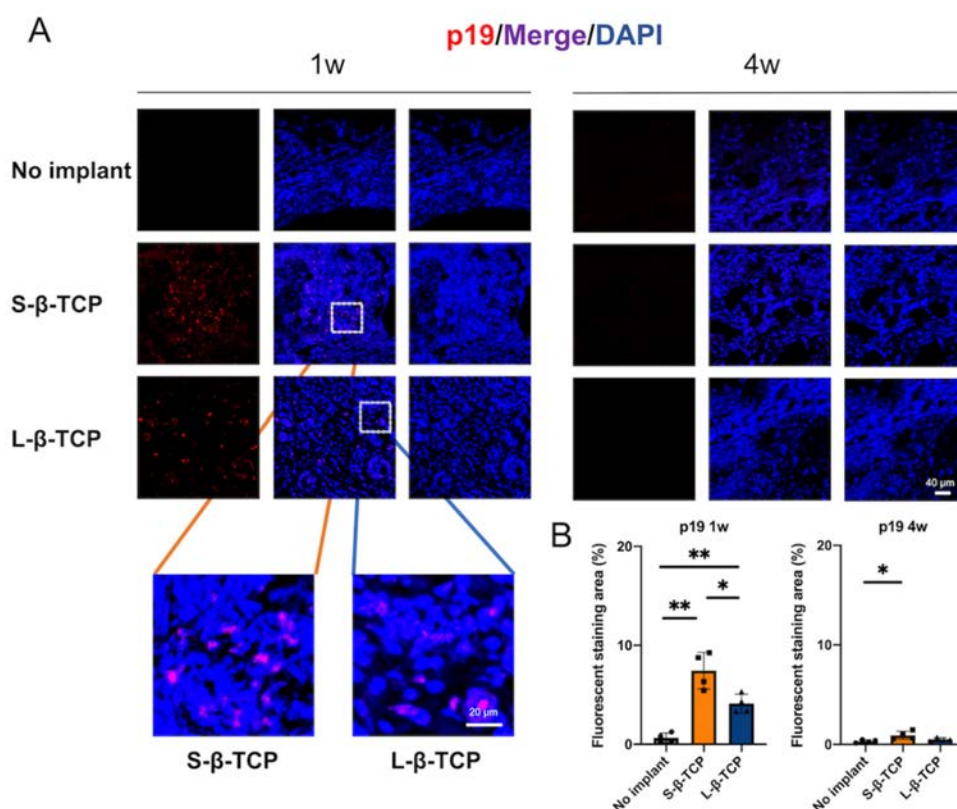 A
p19/Merge/DAPI
1w
4w
No implant
S-β-TCP
L-β-TCP
40 μm
20 μm
S-β-TCP
L-β-TCP
B
p19 1w
Fluorescent staining area (%)
20
10
0
**
**
*
No implant
S-β-TCP
L-β-TCP
p19 4w
Fluorescent staining area (%)
20
10
0
*
No implant
S-β-TCP
L-β-TCP